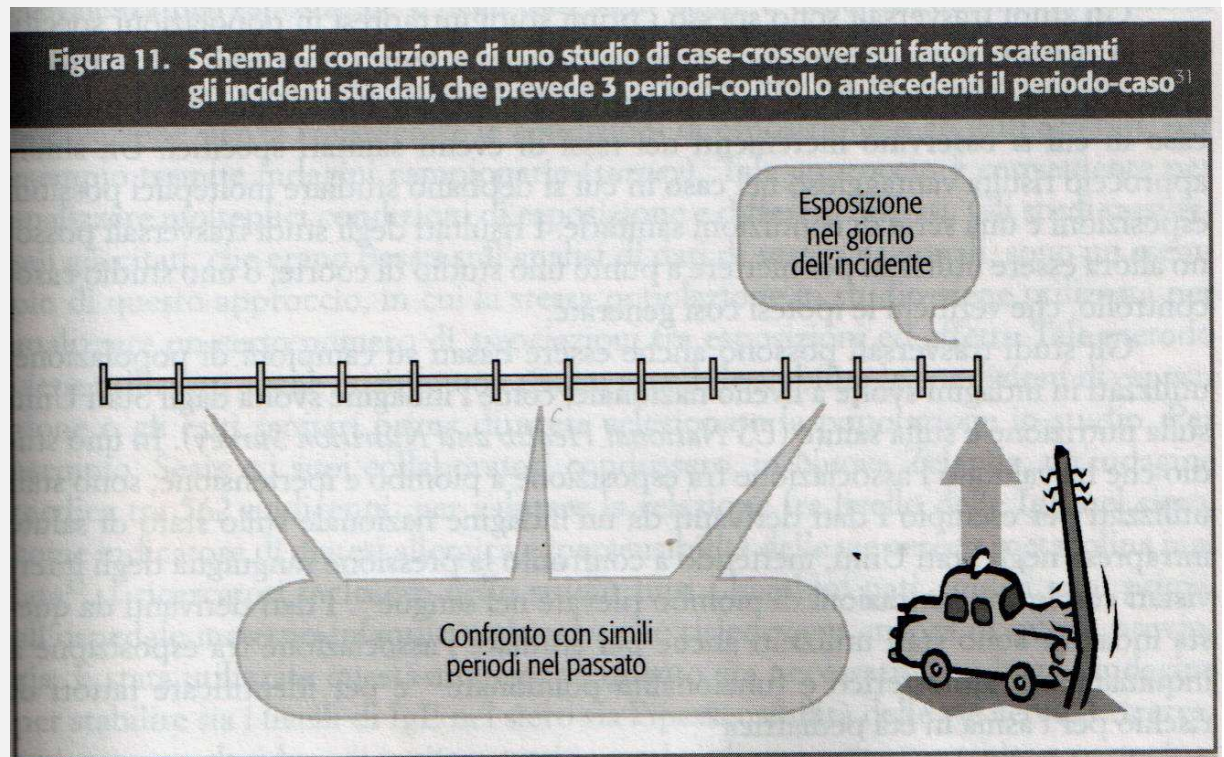 Figura 11. Schema di conduzione di uno studio di case-crossover sui fattori scatenanti
gli incidenti stradali, che prevede 3 periodi-controllo antecedenti il periodo-caso31
Esposizione
nel giorno
dell'incidente
Confronto con simili
periodi nel passato